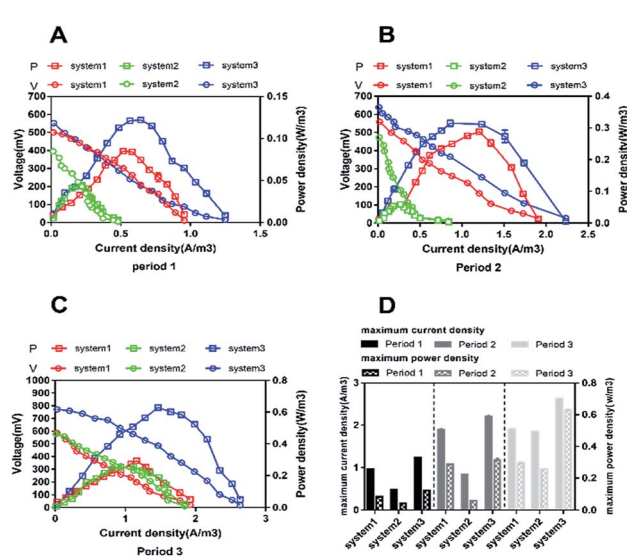 A
P system1 system2 system3
V system1 system2 system3
700
600
500
400
300
200
100
0
0.15
0.10
0.05
0.00
0.0 0.5 1.0 1.5
Voltage(mV)
Power density(W/m3)
Current density(A/m3)
period 1
B
P system1 system2 system3
V system1 system2 system3
700
600
500
400
300
200
100
0
0.4
0.3
0.2
0.1
0.0
0.0 0.5 1.0 1.5 2.0 2.5
Voltage(mV)
Power density(W/m3)
Current density(A/m3)
Period 2
C
P system1 system2 system3
V system1 system2 system3
1000
900
800
700
600
500
400
300
200
100
0
0.8
0.6
0.4
0.2
0.0
0 1 2 3
Voltage(mV)
Power density(W/m3)
Current density(A/m3)
Period 3
D
maximum current density
Period 1 Period 2 Period 3
maximum power density
Period 1 Period 2 Period 3
3
2
1
0
0.8
0.6
0.4
0.2
0.0
maximum current density(A/m3)
maximum power density(w/m3)
system1 system2 system3 system1 system2 system3 system1 system2 system3